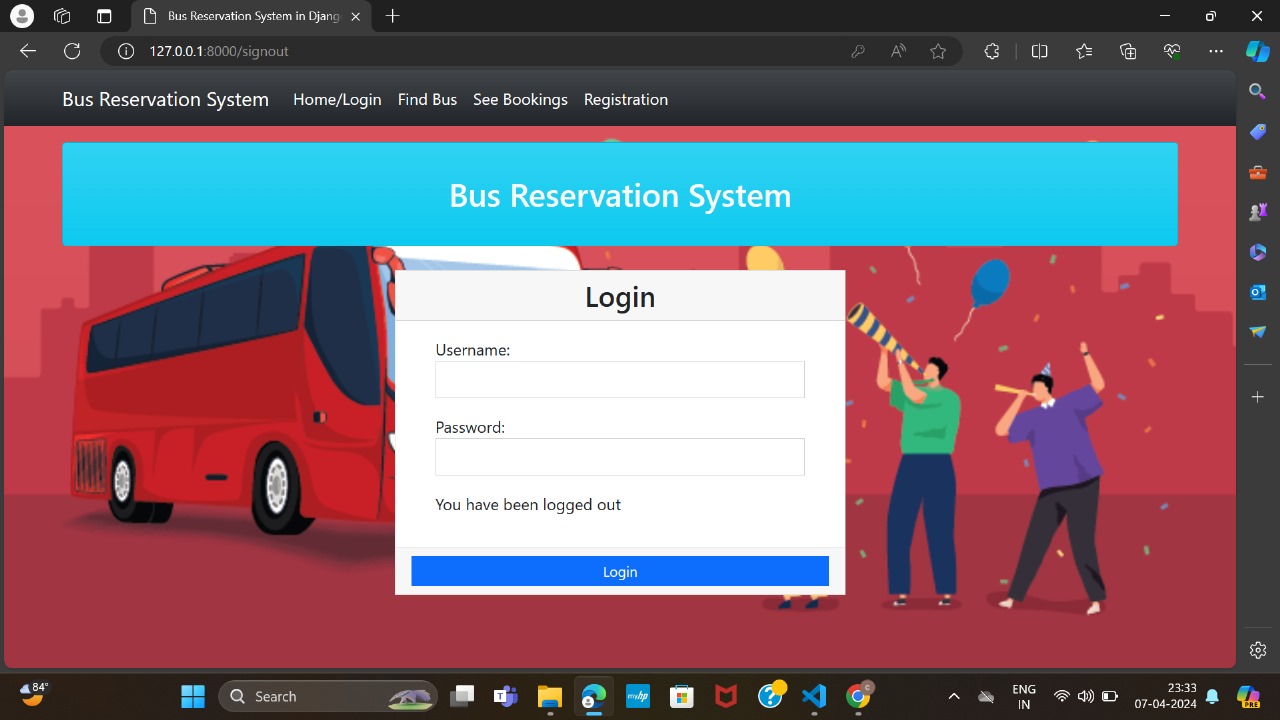 Bus Reservation System in Djang
127.0.0.1:8000/signout
Bus Reservation System Home/Login Find Bus See Bookings Registration
Bus Reservation System
Login
Username:
Password:
You have been logged out
Login
84°
Search
myhp
ENG
IN
23:33
07-04-2024
PRE